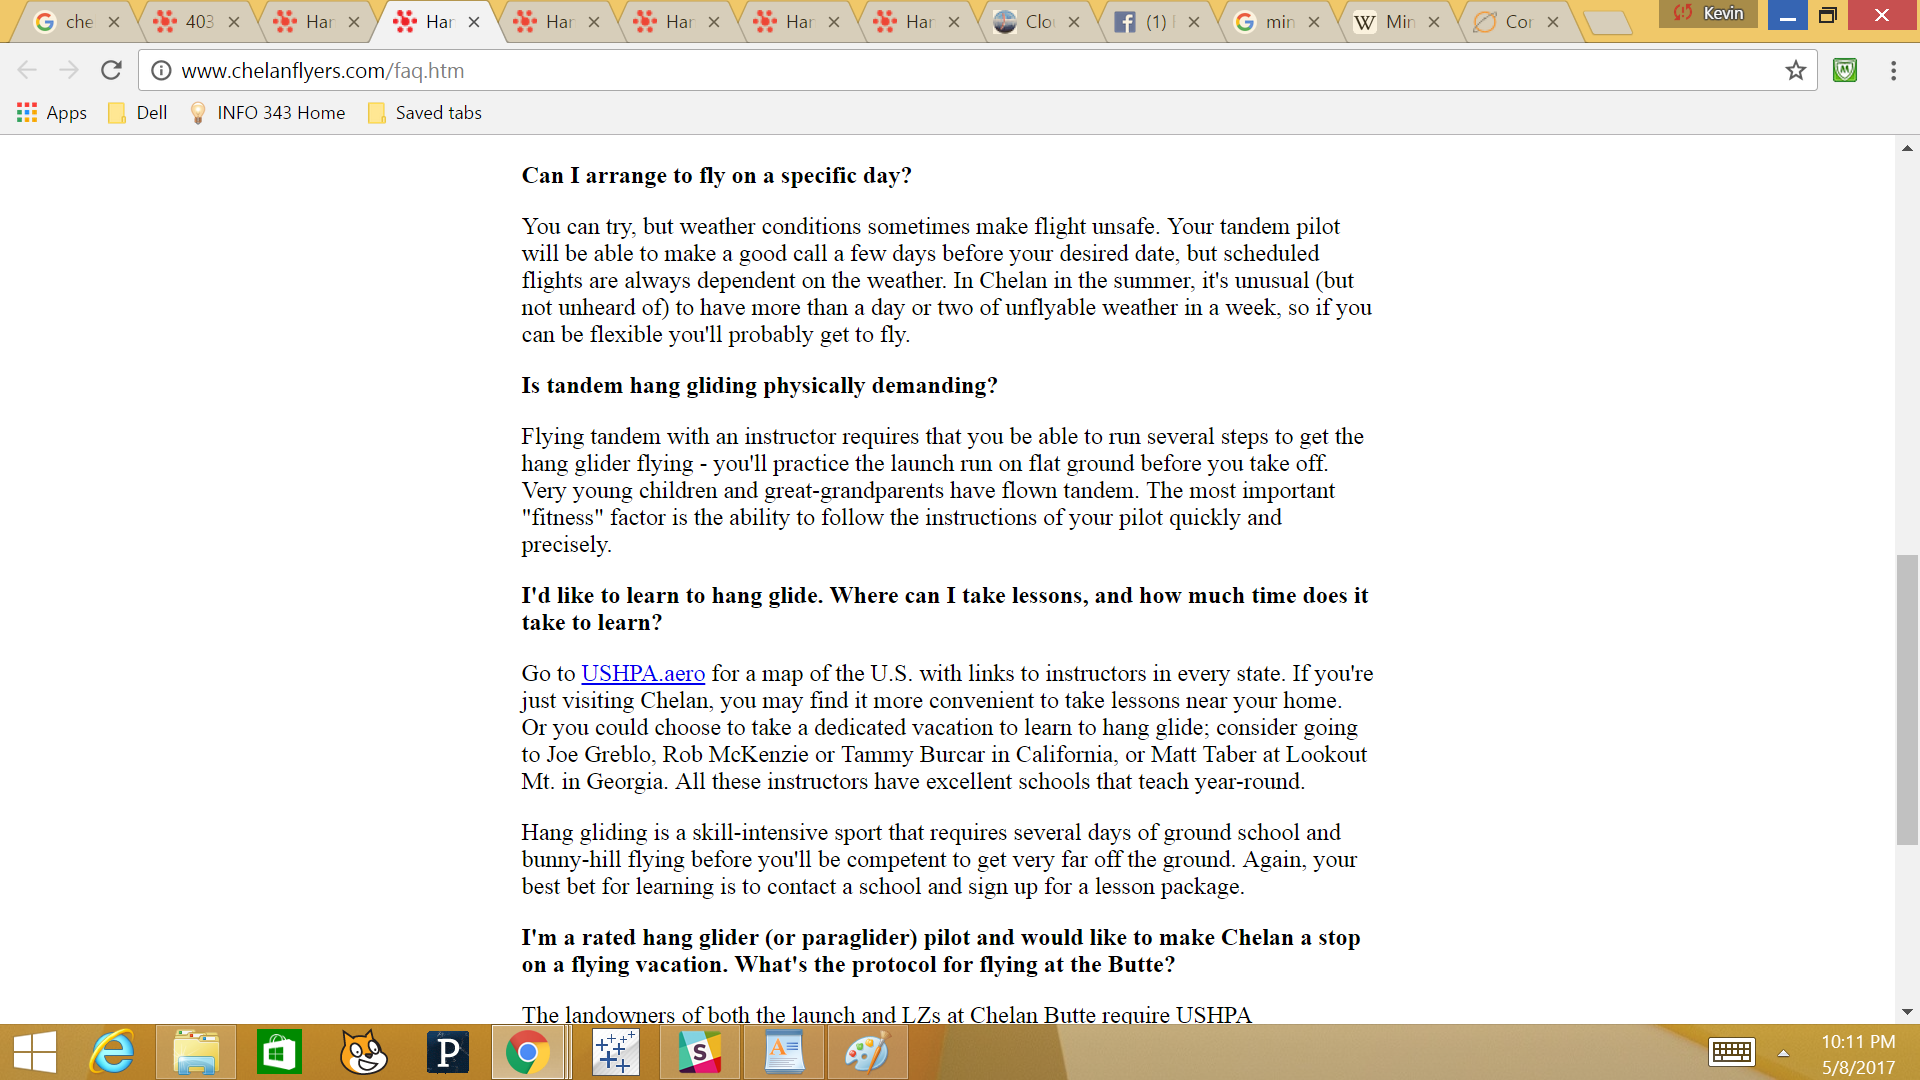 che
403
Har
Har
Har
Har
Har
Har
Clo
(1)
min
Min
Cor
Kevin
www.chelanflyers.com/faq.htm
Apps
Dell
INFO 343 Home
Saved tabs
Can I arrange to fly on a specific day?
You can try, but weather conditions sometimes make flight unsafe. Your tandem pilot
will be able to make a good call a few days before your desired date, but scheduled
flights are always dependent on the weather. In Chelan in the summer, it's unusual (but
not unheard of) to have more than a day or two of unflyable weather in a week, so if you
can be flexible you'll probably get to fly.
Is tandem hang gliding physically demanding?
Flying tandem with an instructor requires that you be able to run several steps to get the
hang glider flying - you'll practice the launch run on flat ground before you take off.
Very young children and great-grandparents have flown tandem. The most important
"fitness" factor is the ability to follow the instructions of your pilot quickly and
precisely.
I'd like to learn to hang glide. Where can I take lessons, and how much time does it
take to learn?
Go to USHPA.aero for a map of the U.S. with links to instructors in every state. If you're
just visiting Chelan, you may find it more convenient to take lessons near your home.
Or you could choose to take a dedicated vacation to learn to hang glide; consider going
to Joe Greblo, Rob McKenzie or Tammy Burcar in California, or Matt Taber at Lookout
Mt. in Georgia. All these instructors have excellent schools that teach year-round.
Hang gliding is a skill-intensive sport that requires several days of ground school and
bunny-hill flying before you'll be competent to get very far off the ground. Again, your
best bet for learning is to contact a school and sign up for a lesson package.
I'm a rated hang glider (or paraglider) pilot and would like to make Chelan a stop
on a flying vacation. What's the protocol for flying at the Butte?
The landowners of both the launch and LZs at Chelan Butte require USHPA
10:11 PM
5/8/2017